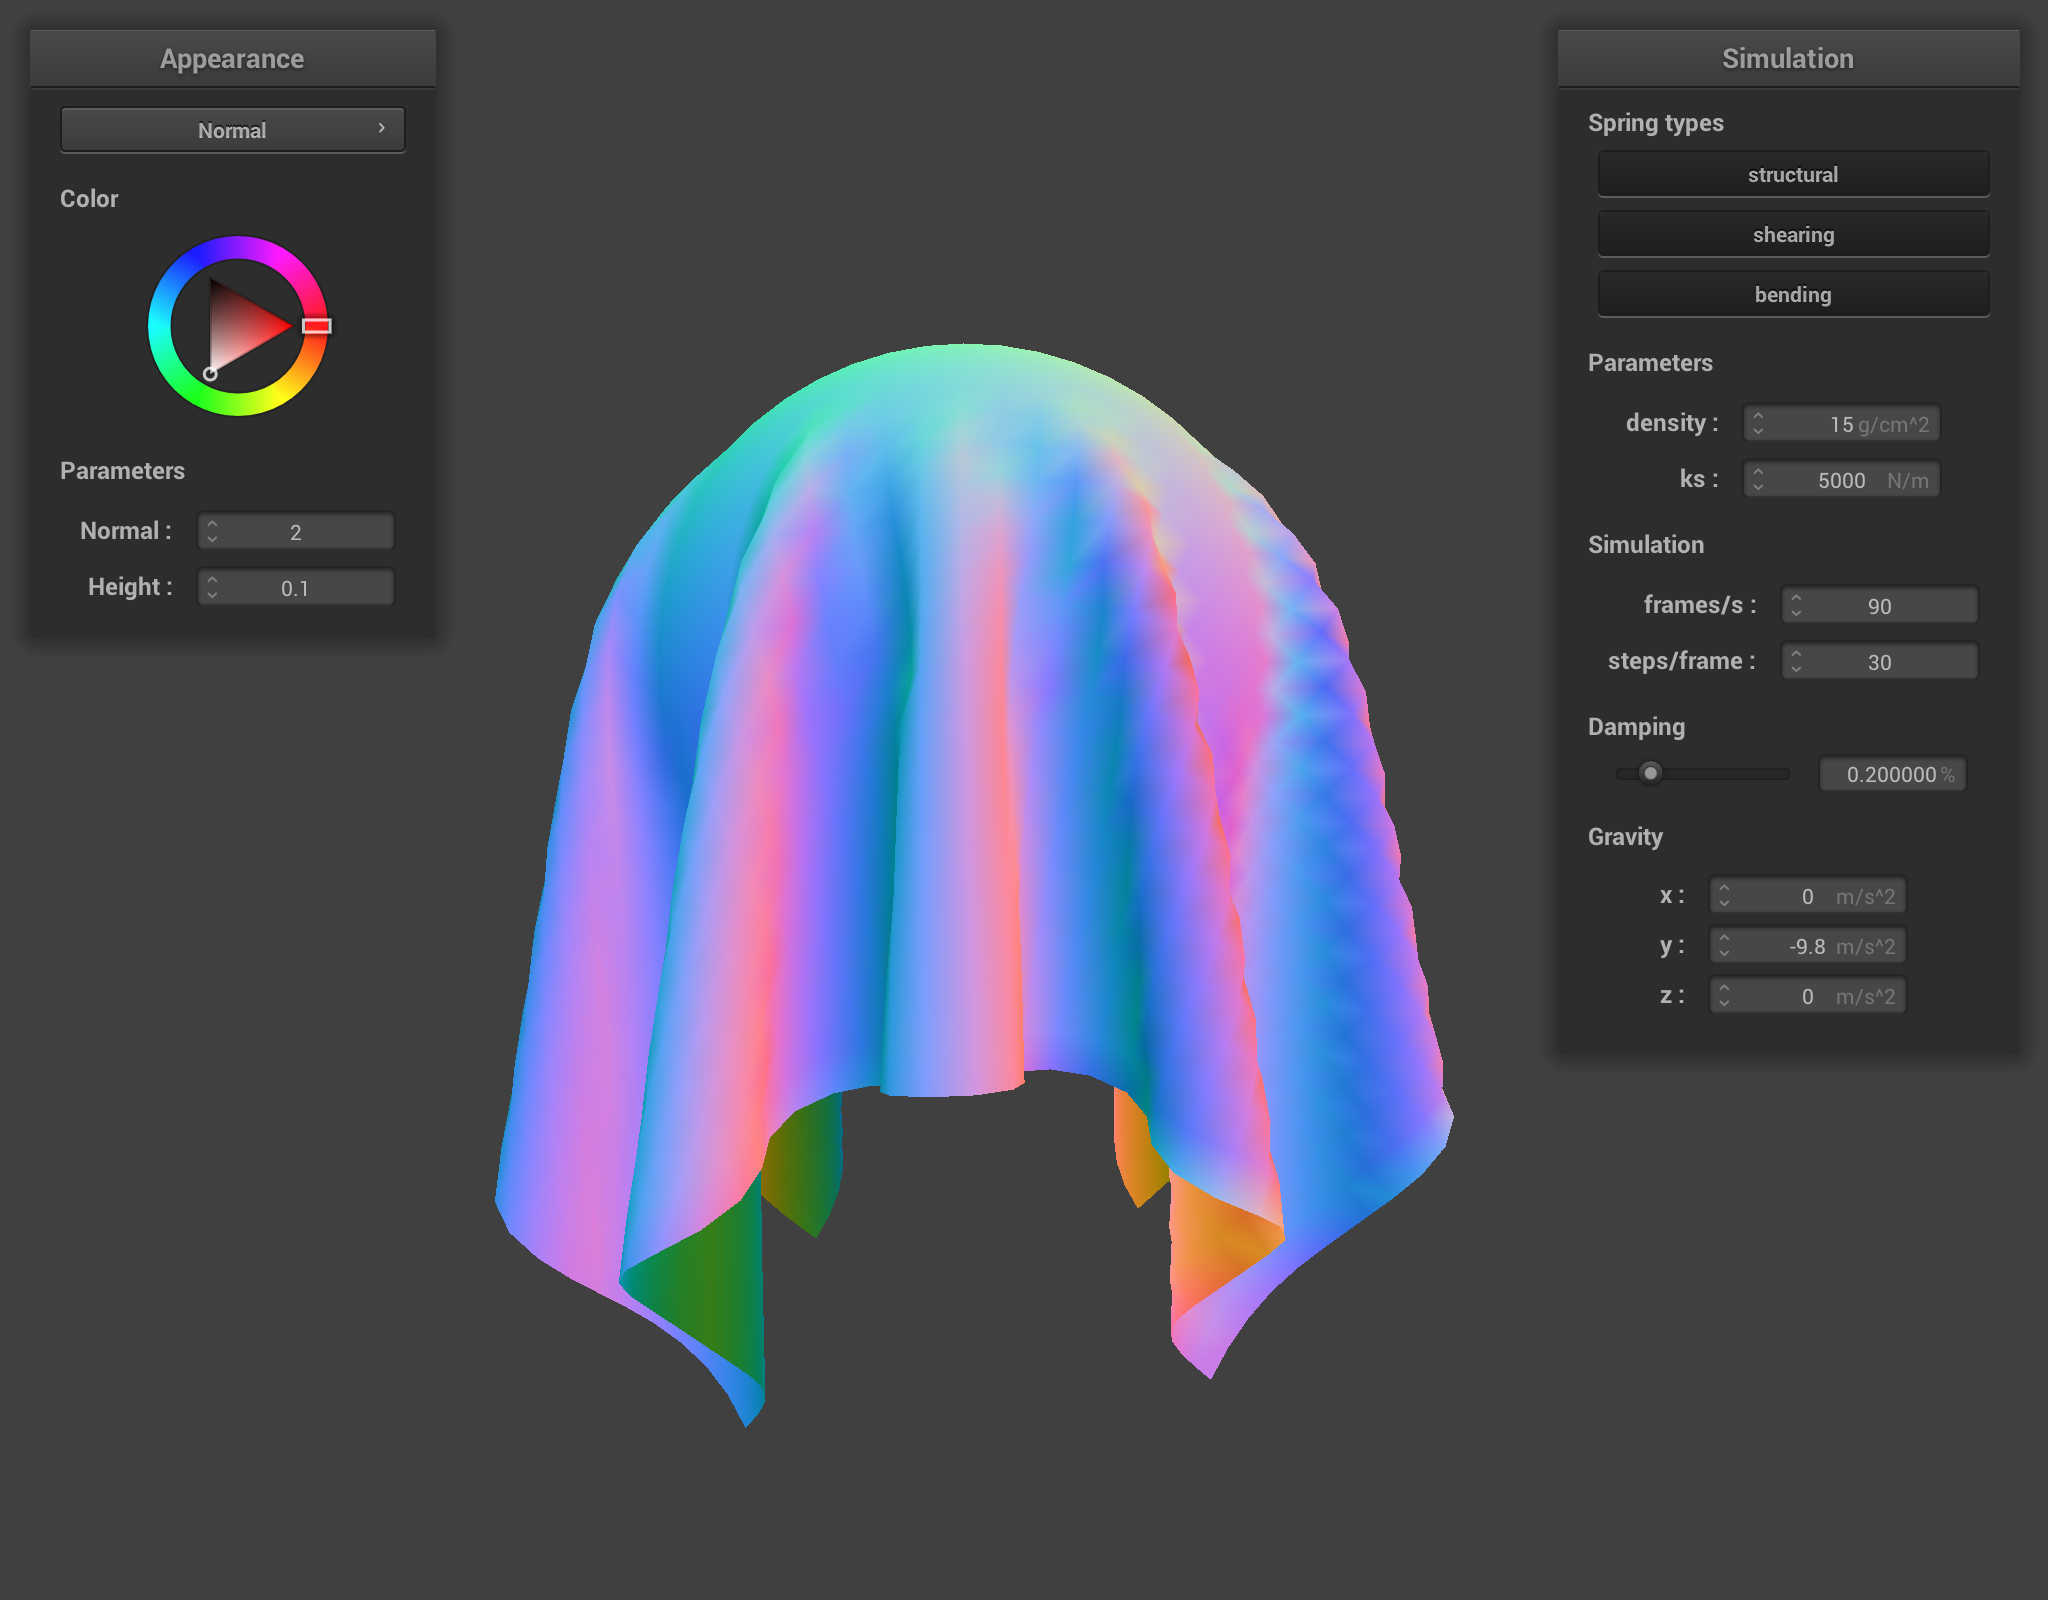 Appearance
Normal
Color
Parameters
Normal : 2
Height : 0.1
Simulation
Spring types
structural
shearing
bending
Parameters
density : 15 g/cm^2
ks : 5000 N/m
Simulation
frames/s : 90
steps/frame : 30
Damping
0.200000 %
Gravity
x : 0 m/s^2
y : -9.8 m/s^2
z : 0 m/s^2